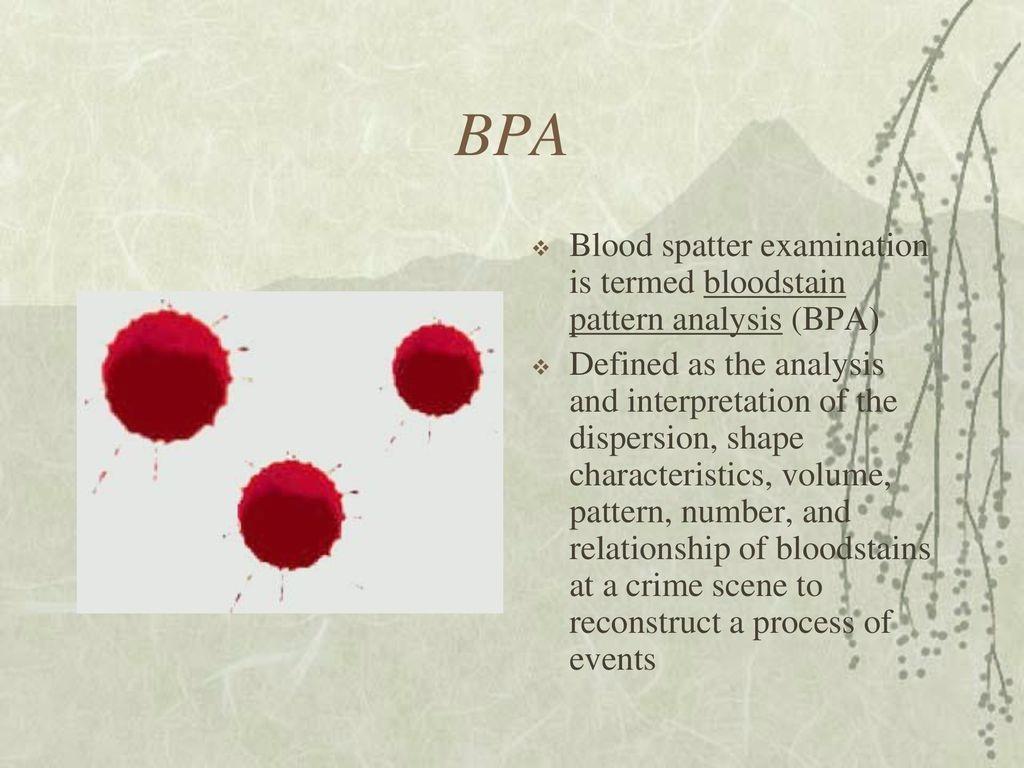 BPA
Blood spatter examination
is termed bloodstain
pattern analysis (BPA)
Defined as the analysis
and interpretation of the
dispersion, shape
characteristics, volume,
pattern, number, and
relationship of bloodstains
at a crime scene to
reconstruct a process of
events